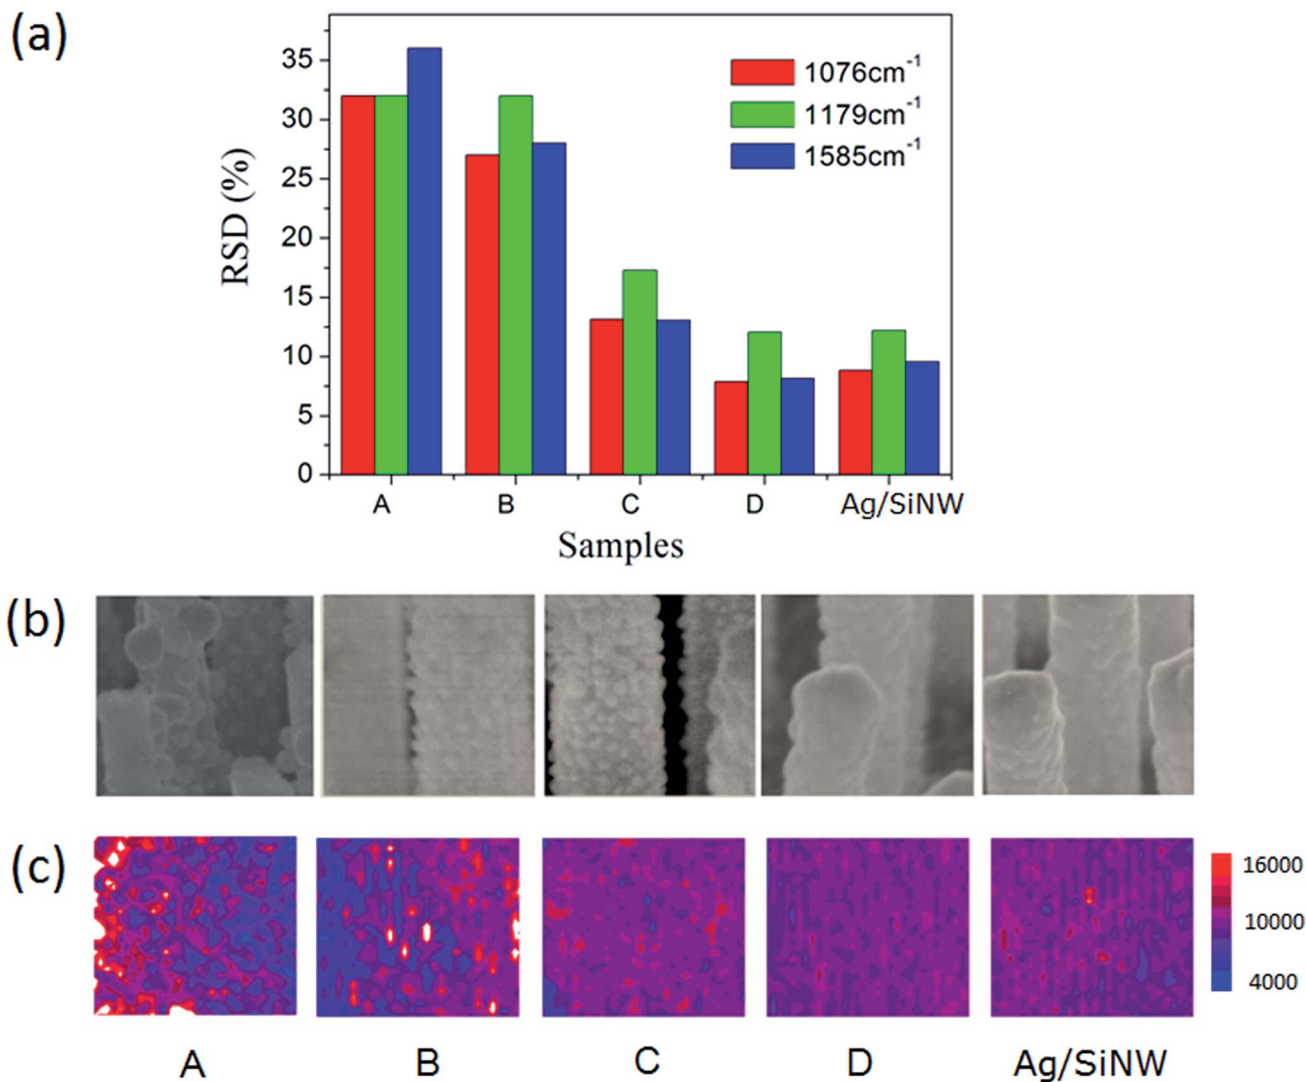 (a)
35
30
25
20
15
10
5
0
RSD (%)
1076cm⁻¹
1179cm⁻¹
1585cm⁻¹
A B C D Ag/SiNW
Samples
(b)
(c)
16000
10000
4000
A B C D Ag/SiNW